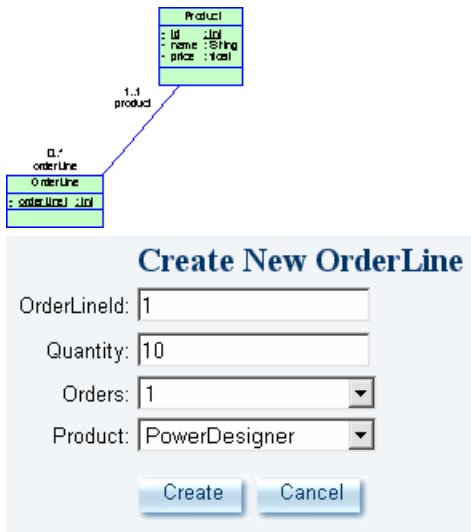 Product
- id : int
- name : String
- price : float
1..1
product
0..*
orderLine
OrderLine
: int
Create New OrderLine
OrderLineId: 1
Quantity: 10
Orders: 1
Product: PowerDesigner
Create Cancel